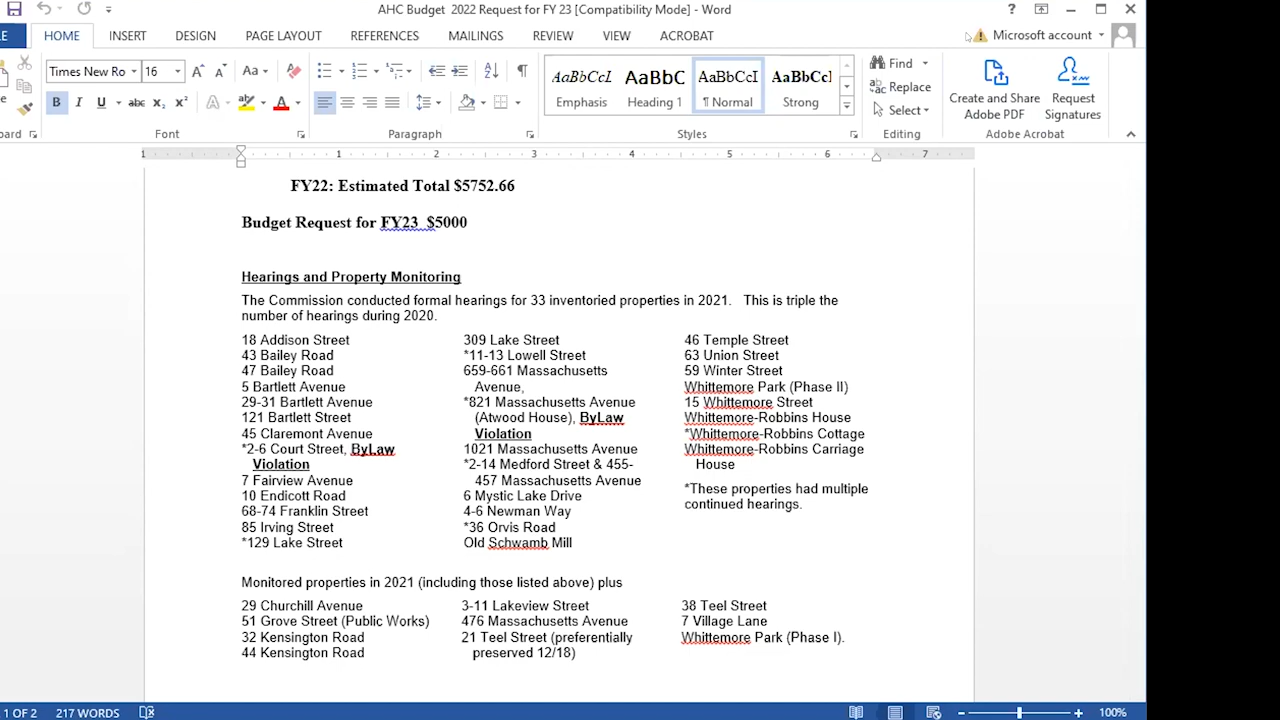 AHC Budget 2022 Request for FY 23 [Compatibility Mode] - Word
HOME INSERT DESIGN PAGE LAYOUT REFERENCES MAILINGS REVIEW VIEW ACROBAT
Microsoft account
Times New Ro 16
Aa
AaBbCcI AaBbC AaBbCcI AaBbCcI
Emphasis Heading 1 ¶ Normal Strong
Find
Replace
Select
Create and Share
Adobe PDF
Request
Signatures
Font Paragraph Styles Editing Adobe Acrobat
1 1 2 3 4 5 6 7
FY22: Estimated Total $5752.66
Budget Request for FY23 $5000
Hearings and Property Monitoring
The Commission conducted formal hearings for 33 inventoried properties in 2021. This is triple the
number of hearings during 2020.
18 Addison Street
43 Bailey Road
47 Bailey Road
5 Bartlett Avenue
29-31 Bartlett Avenue
121 Bartlett Street
45 Claremont Avenue
*2-6 Court Street, ByLaw
Violation
7 Fairview Avenue
10 Endicott Road
68-74 Franklin Street
85 Irving Street
*129 Lake Street
309 Lake Street
*11-13 Lowell Street
659-661 Massachusetts
Avenue,
*821 Massachusetts Avenue
(Atwood House), ByLaw
Violation
1021 Massachusetts Avenue
*2-14 Medford Street & 455-
457 Massachusetts Avenue
6 Mystic Lake Drive
4-6 Newman Way
*36 Orvis Road
Old Schwamb Mill
46 Temple Street
63 Union Street
59 Winter Street
Whittemore Park (Phase II)
15 Whittemore Street
Whittemore-Robbins House
*Whittemore-Robbins Cottage
Whittemore-Robbins Carriage
House
*These properties had multiple
continued hearings.
Monitored properties in 2021 (including those listed above) plus
29 Churchill Avenue
51 Grove Street (Public Works)
32 Kensington Road
44 Kensington Road
3-11 Lakeview Street
476 Massachusetts Avenue
21 Teel Street (preferentially
preserved 12/18)
38 Teel Street
7 Village Lane
Whittemore Park (Phase I).
1 OF 2 217 WORDS 100%